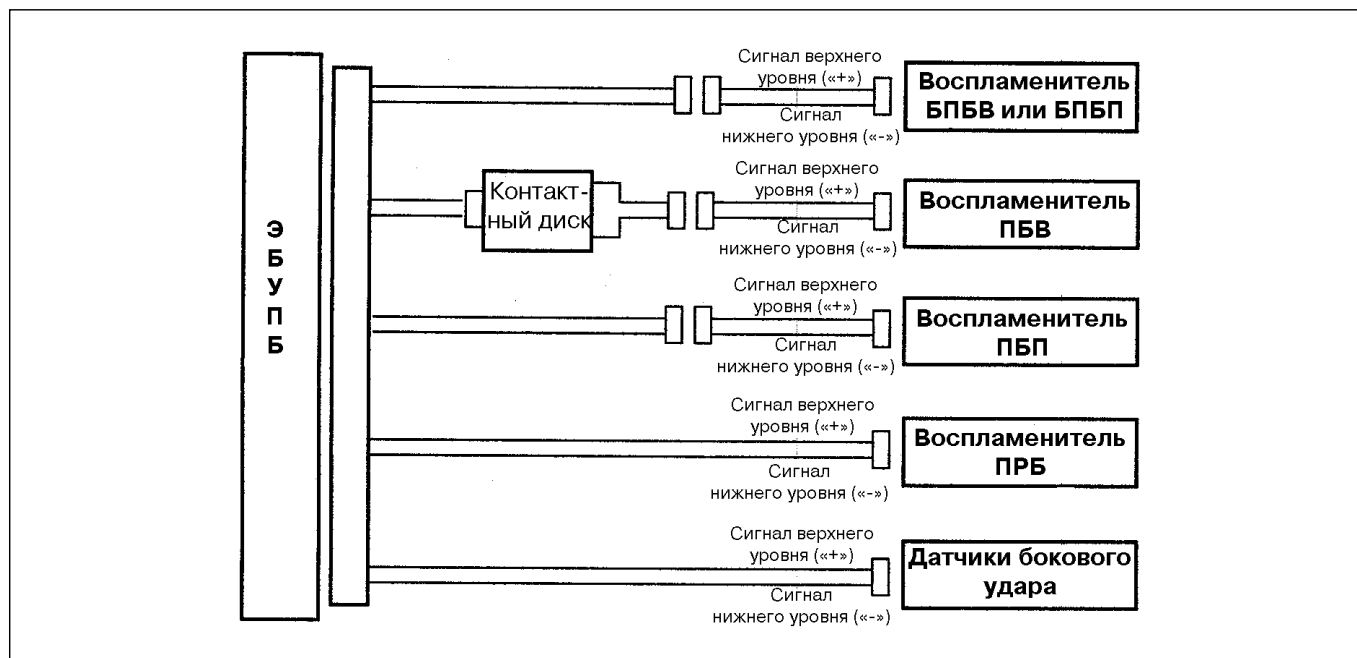 Э
Б
У
П
Б
Сигнал верхнего
уровня («+»)
Сигнал
нижнего уровня («-»)
Воспламенитель
БПБВ или БПБП
Контакт-
ный диск
Сигнал верхнего
уровня («+»)
Сигнал
нижнего уровня («-»)
Воспламенитель
ПБВ
Сигнал верхнего
уровня («+»)
Сигнал
нижнего уровня («-»)
Воспламенитель
ПБП
Сигнал верхнего
уровня («+»)
Сигнал
нижнего уровня («-»)
Воспламенитель
ПРБ
Сигнал верхнего
уровня («+»)
Сигнал
нижнего уровня («-»)
Датчики бокового
удара